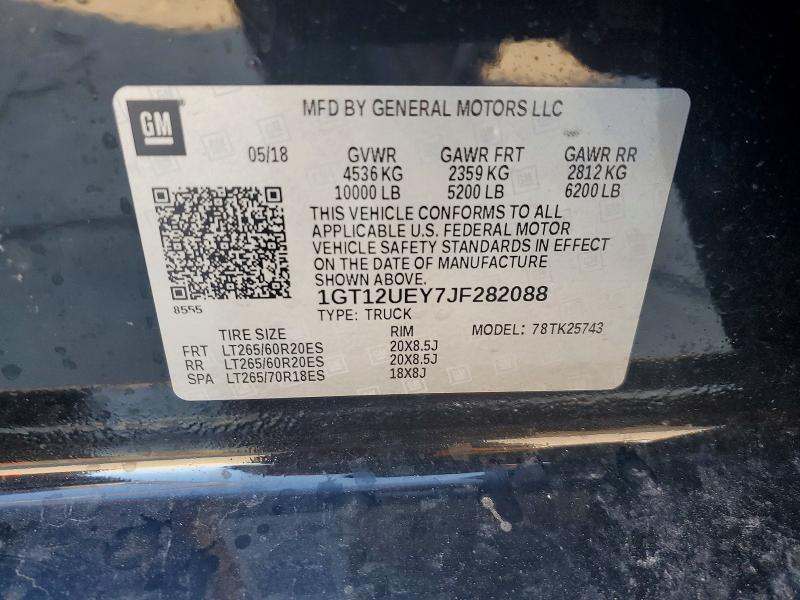 GM
MFD BY GENERAL MOTORS LLC
05/18 GVWR GAWR FRT GAWR RR
4536 KG 2359 KG 2812 KG
10000 LB 5200 LB 6200 LB
THIS VEHICLE CONFORMS TO ALL
APPLICABLE U.S. FEDERAL MOTOR
VEHICLE SAFETY STANDARDS IN EFFECT
ON THE DATE OF MANUFACTURE
SHOWN ABOVE.
8555
1GT12UEY7JF282088
TYPE: TRUCK
TIRE SIZE RIM MODEL: 78TK25743
FRT LT265/60R20ES 20X8.5J
RR LT265/60R20ES 20X8.5J
SPA LT265/70R18ES 18X8J